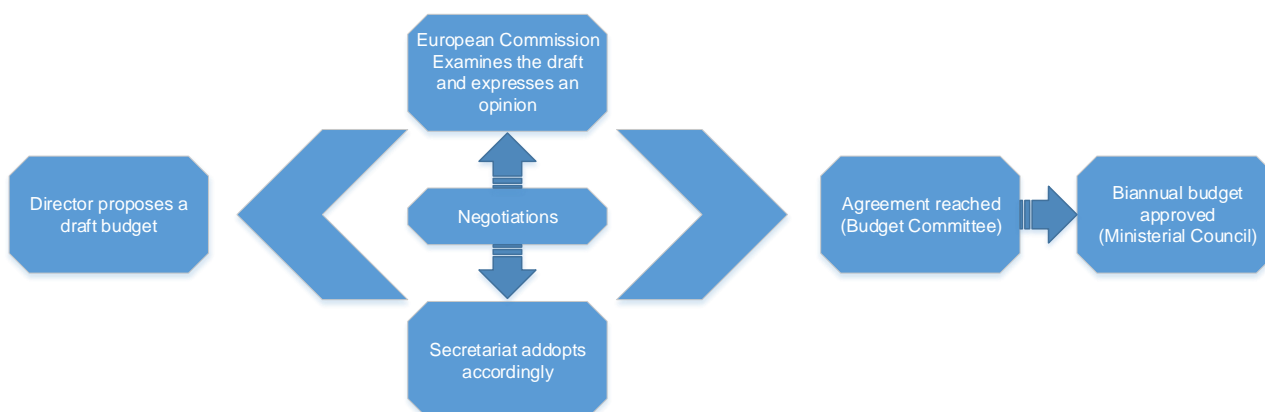 Director proposes a
draft budget
European Commission
Examines the draft
and expresses an
opinion
Negotiations
Secretariat addopts
accordingly
Agreement reached
(Budget Committee)
Biannual budget
approved
(Ministerial Council)